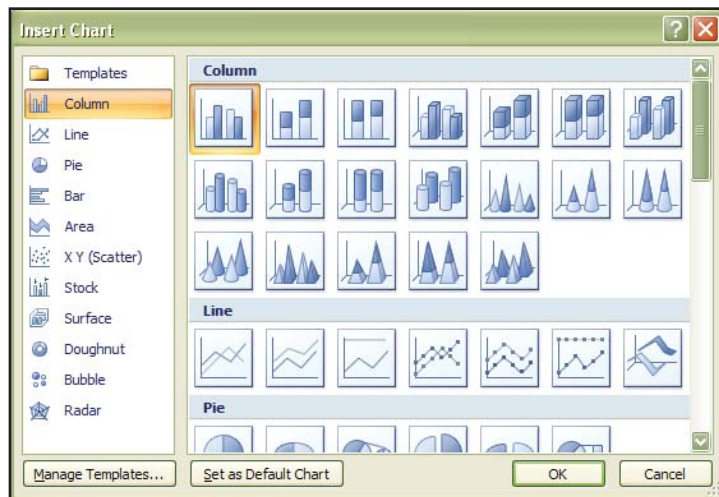 Insert Chart
Templates
Column
Line
Pie
Bar
Area
X Y (Scatter)
Stock
Surface
Doughnut
Bubble
Radar
Column
Line
Pie
Manage Templates...
Set as Default Chart
OK
Cancel